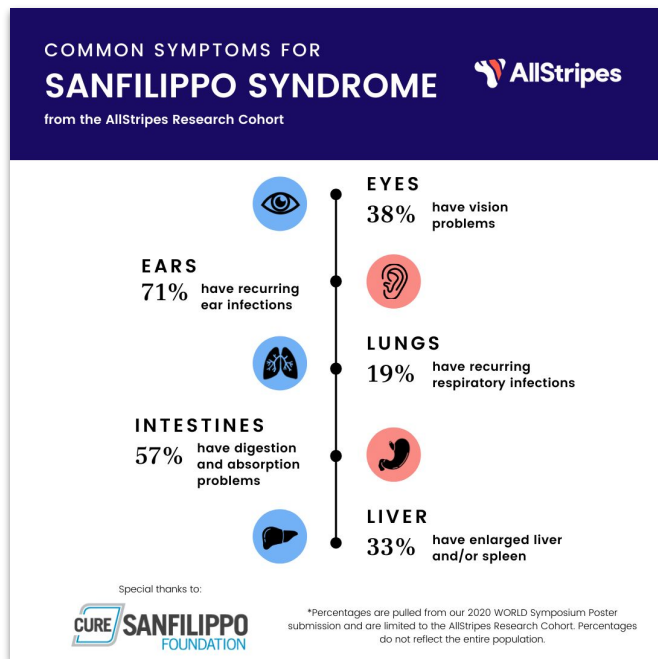 COMMON SYMPTOMS FOR
SANFILIPPO SYNDROME
from the AllStripes Research Cohort
AllStripes
EYES
38% have vision
problems
EARS
71% have recurring
ear infections
LUNGS
19% have recurring
respiratory infections
INTESTINES
57% have digestion
and absorption
problems
LIVER
33% have enlarged liver
and/or spleen
Special thanks to:
CURE SANFILIPPO
FOUNDATION
*Percentages are pulled from our 2020 WORLD Symposium Poster
submission and are limited to the AllStripes Research Cohort. Percentages
do not reflect the entire population.